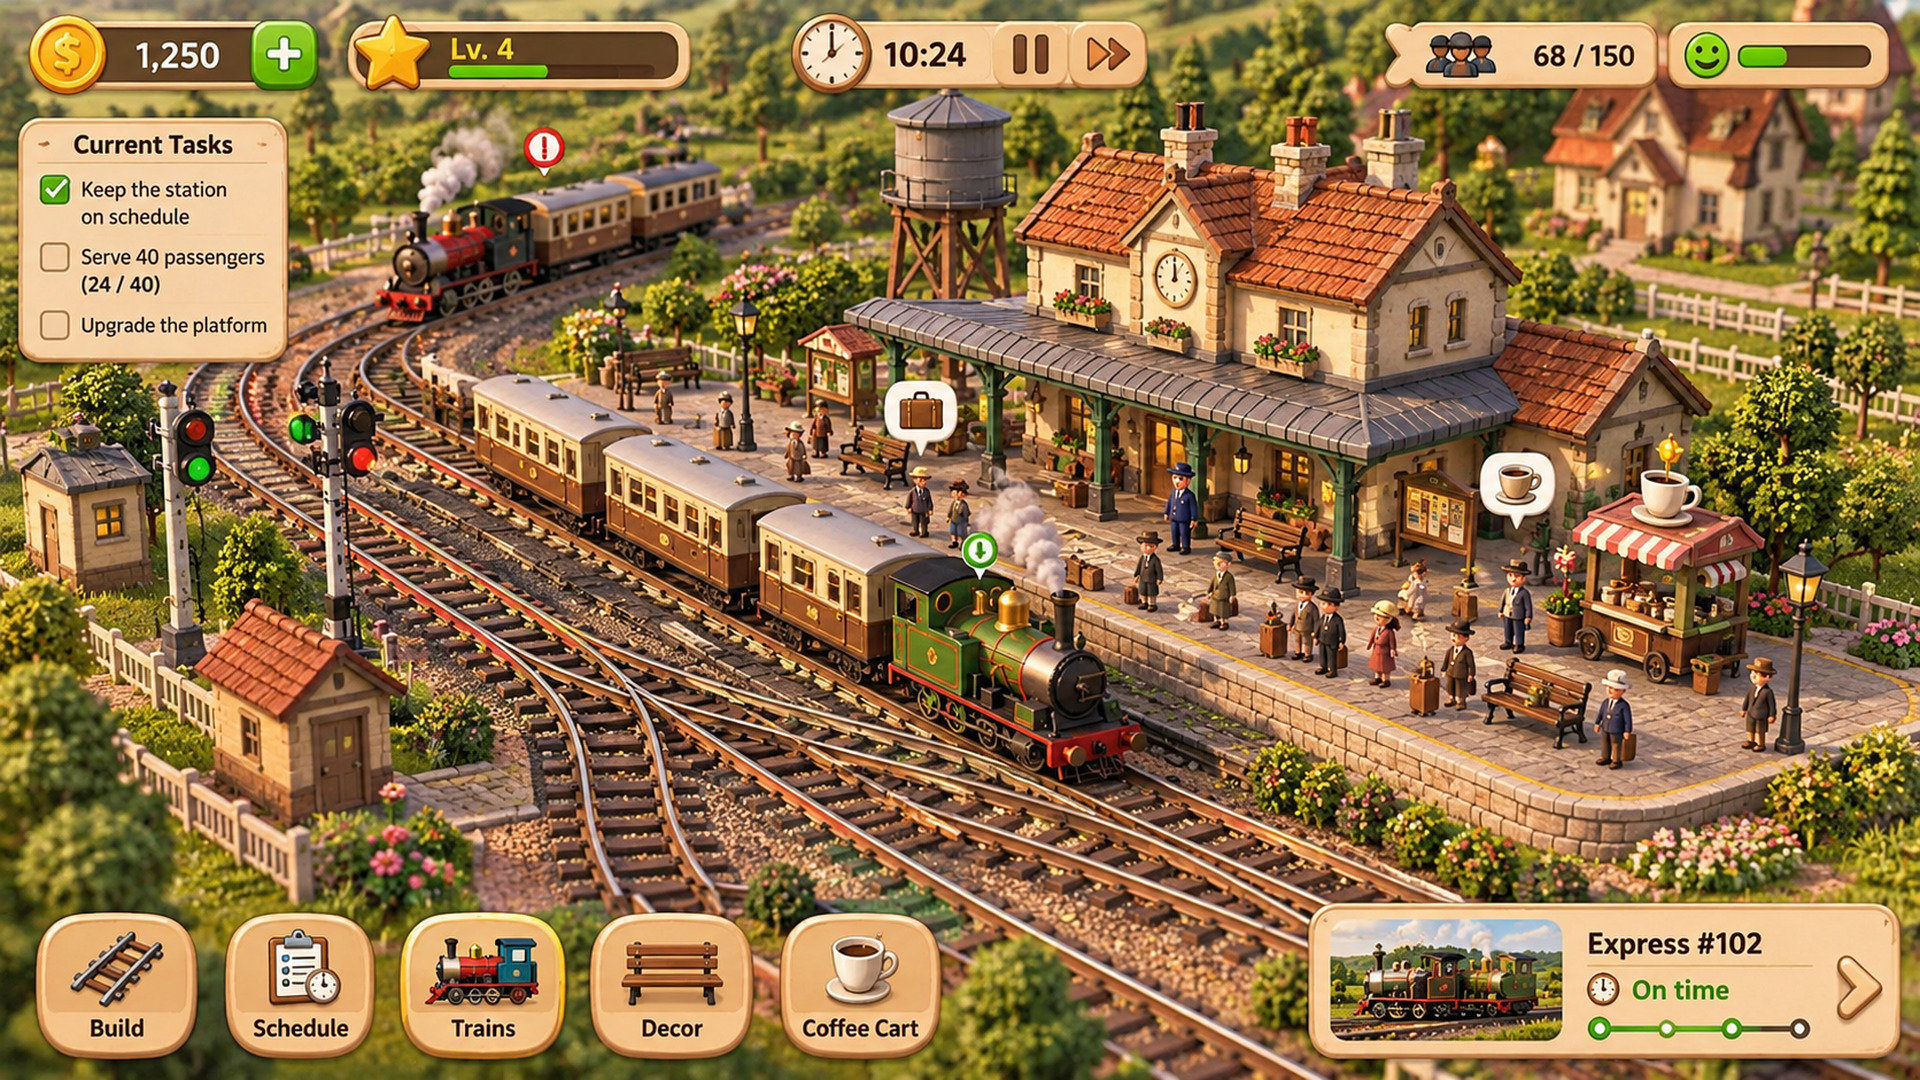 1,250
Lv. 4
10:24
68 / 150
Current Tasks
Keep the station
on schedule
Serve 40 passengers
(24 / 40)
Upgrade the platform
Express #102
On time
Build
Schedule
Trains
Decor
Coffee Cart